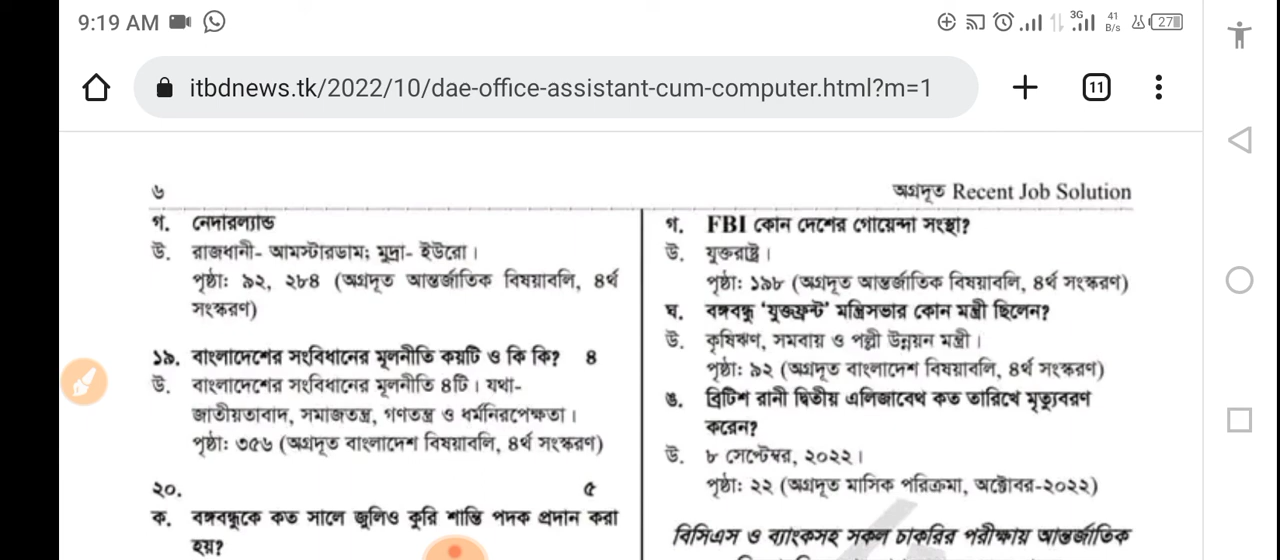 9:19 AM
3G
41 B/s
27
itbdnews.tk/2022/10/dae-office-assistant-cum-computer.html?m=1
11
৬
অগ্রদূত Recent Job Solution
গ. নেদারল্যান্ড
উ. রাজধানী- আমস্টারডাম; মুদ্রা- ইউরো।
পৃষ্ঠা: ৯২, ২৮৪ (অগ্রদূত আন্তর্জাতিক বিষয়াবলি, ৪র্থ
সংস্করণ)
১৯. বাংলাদেশের সংবিধানের মূলনীতি কয়টি ও কি কি? ৪
উ. বাংলাদেশের সংবিধানের মূলনীতি ৪টি। যথা-
জাতীয়তাবাদ, সমাজতন্ত্র, গণতন্ত্র ও ধর্মনিরপেক্ষতা।
পৃষ্ঠা: ৩৫৬ (অগ্রদূত বাংলাদেশ বিষয়াবলি, ৪র্থ সংস্করণ)
২০. ৫
ক. বঙ্গবন্ধুকে কত সালে জুলিও কুরি শান্তি পদক প্রদান করা
হয়?
গ. FBI কোন দেশের গোয়েন্দা সংস্থা?
উ. যুক্তরাষ্ট্র।
পৃষ্ঠা: ১৯৮ (অগ্রদূত আন্তর্জাতিক বিষয়াবলি, ৪র্থ সংস্করণ)
ঘ. বঙ্গবন্ধু ‘যুক্তফ্রন্ট’ মন্ত্রিসভার কোন মন্ত্রী ছিলেন?
উ. কৃষিঋণ, সমবায় ও পল্লী উন্নয়ন মন্ত্রী।
পৃষ্ঠা: ৯২ (অগ্রদূত বাংলাদেশ বিষয়াবলি, ৪র্থ সংস্করণ)
ঙ. ব্রিটিশ রানী দ্বিতীয় এলিজাবেথ কত তারিখে মৃত্যুবরণ
করেন?
উ. ৮ সেপ্টেম্বর, ২০২২।
পৃষ্ঠা: ২২ (অগ্রদূত মাসিক পরিক্রমা, অক্টোবর-২০২২)
বিসিএস ও ব্যাংকসহ সকল চাকরির পরীক্ষায় আন্তর্জাতিক